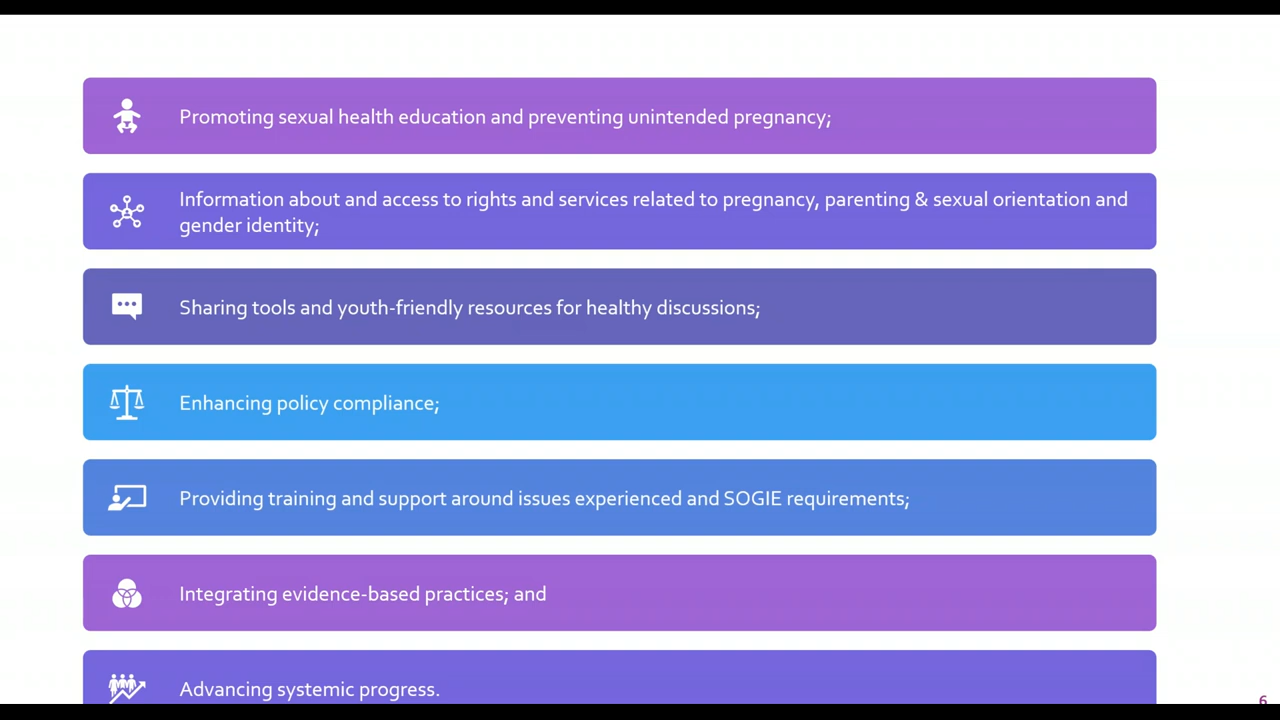 Promoting sexual health education and preventing unintended pregnancy;
Information about and access to rights and services related to pregnancy, parenting & sexual orientation and
gender identity;
Sharing tools and youth-friendly resources for healthy discussions;
Enhancing policy compliance;
Providing training and support around issues experienced and SOGIE requirements;
Integrating evidence-based practices; and
Advancing systemic progress.
6